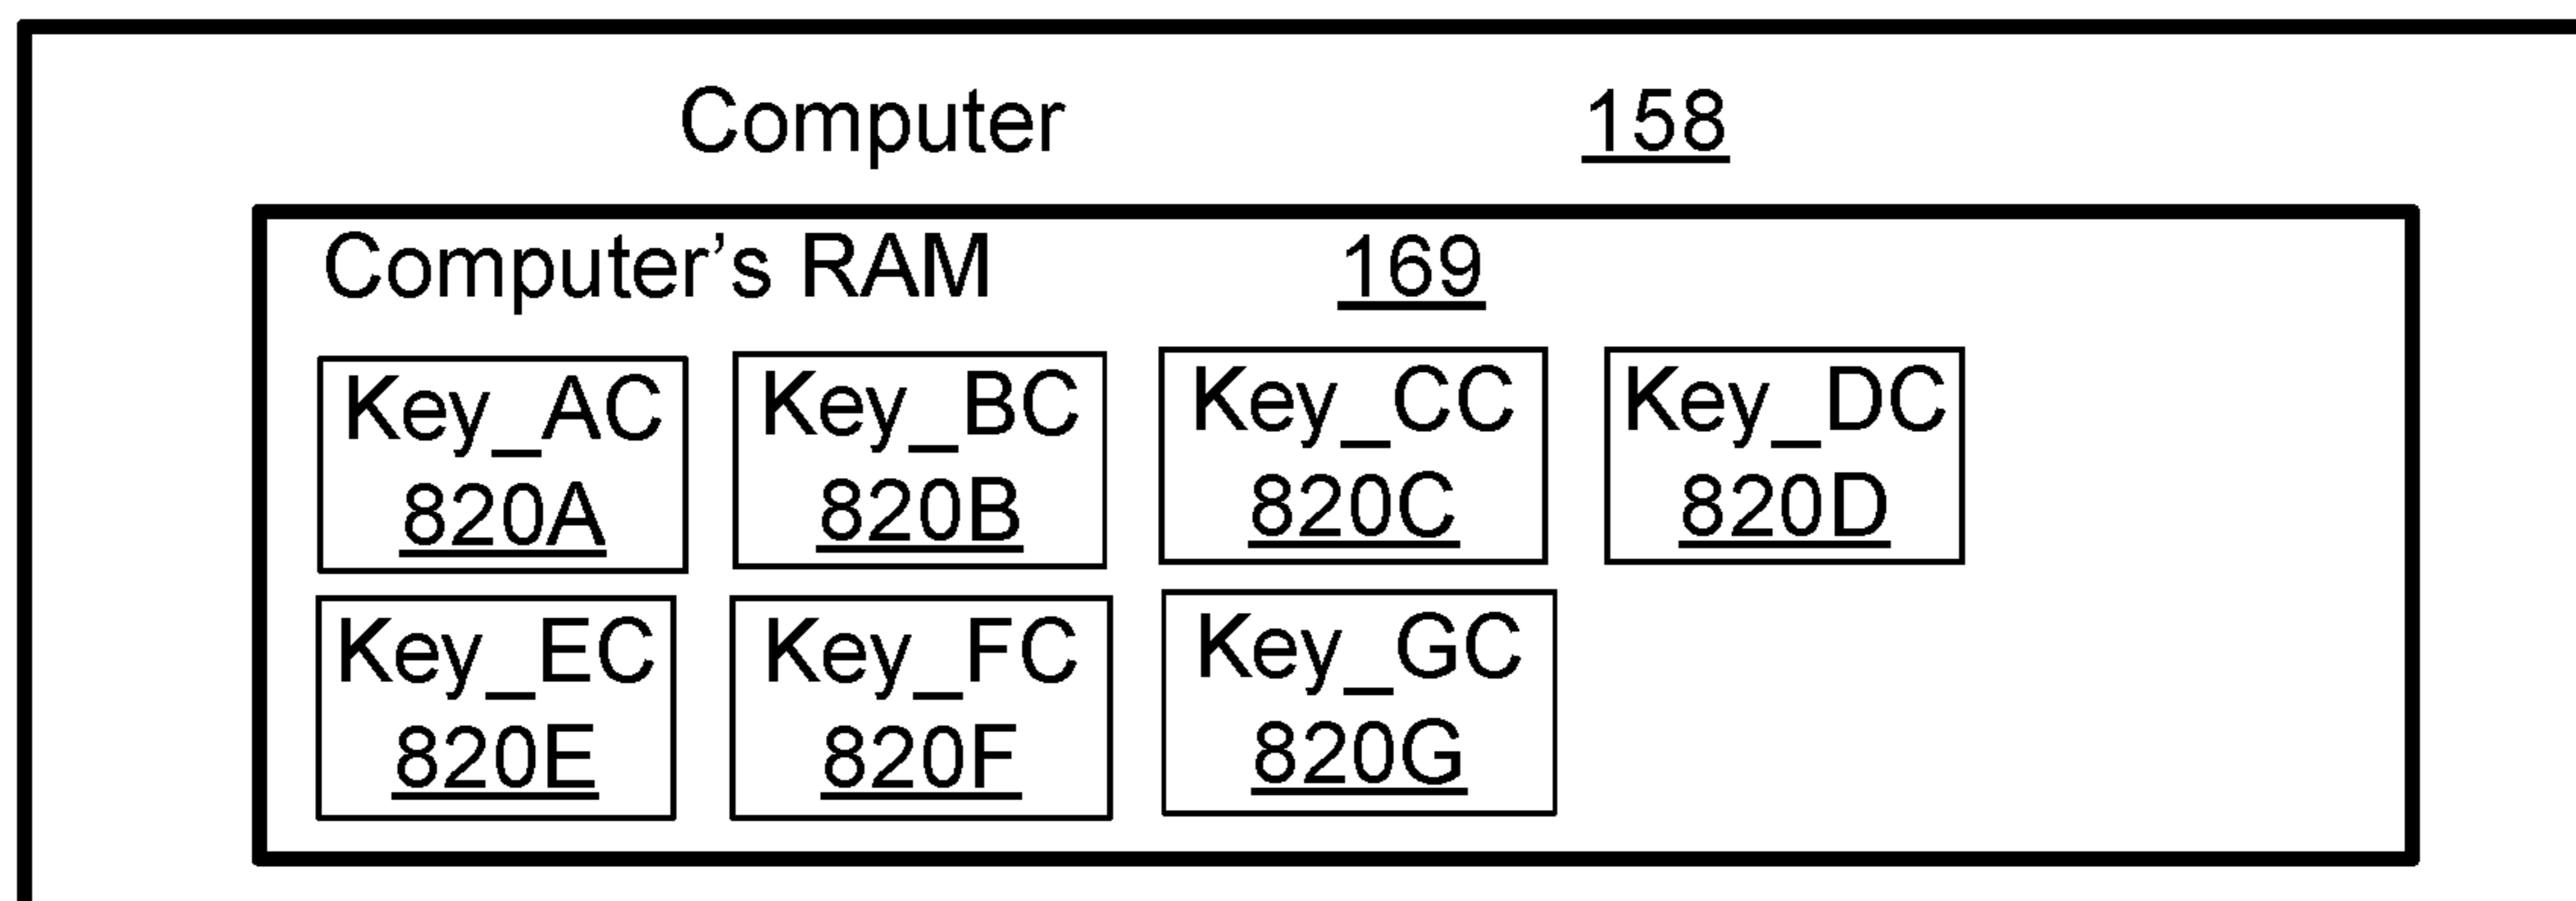 Computer 158
Computer’s RAM 169
Key_AC Key_BC Key_CC Key_DC
820A 820B 820C 820D
Key_EC Key_FC Key_GC
820E 820F 820G